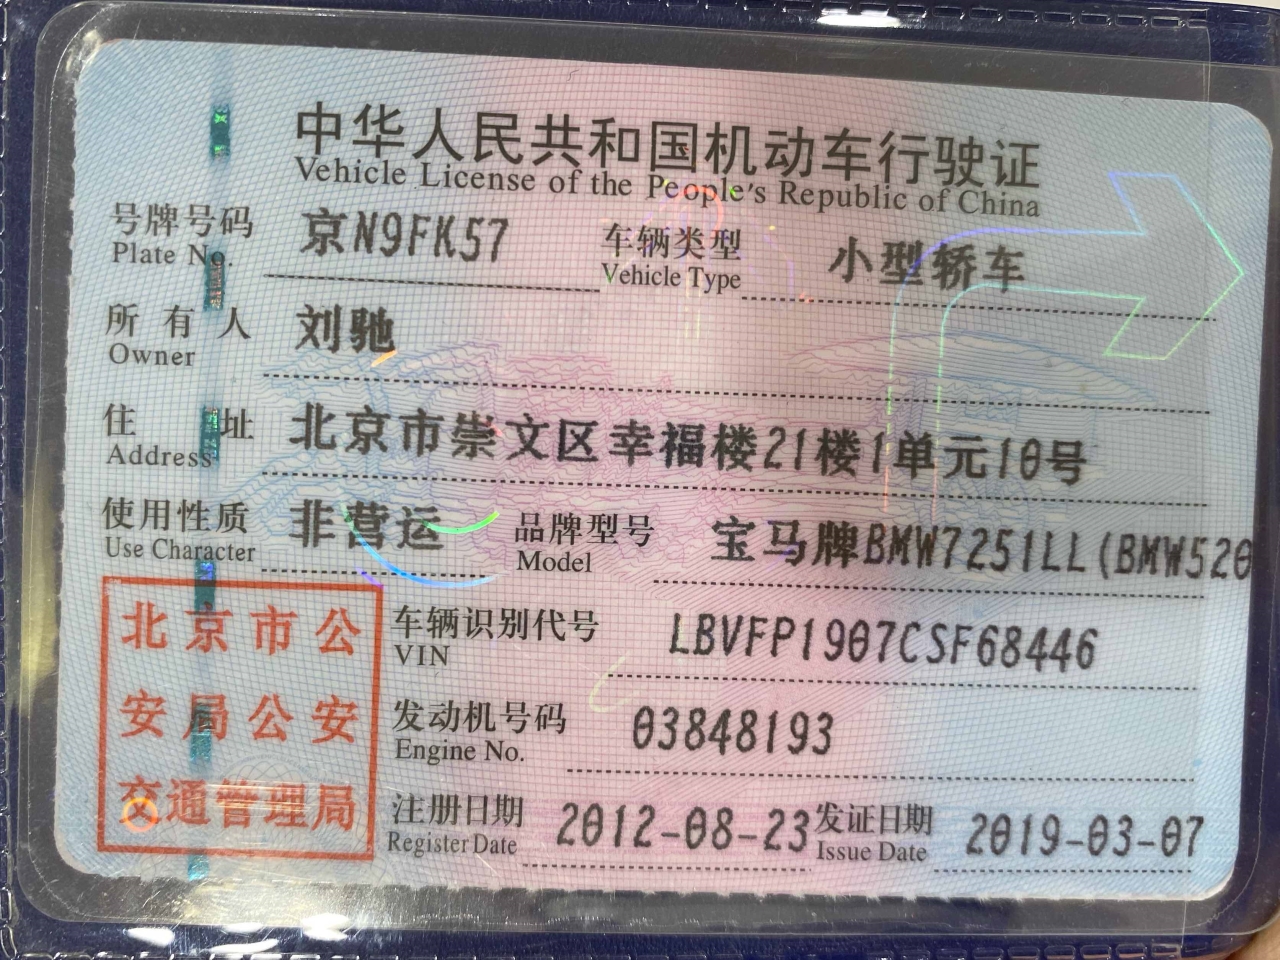 中华人民共和国机动车行驶证
Vehicle License of the People's Republic of China
号牌号码 京N9FK57 车辆类型 小型轿车
Plate No. Vehicle Type
所有人 刘驰
Owner
住址 北京市崇文区幸福楼21楼1单元10号
Address
使用性质 非营运 品牌型号 宝马牌BMW7251LL(BMW520
Use Character Model
北京市公
安局公安
交通管理局
车辆识别代号 LBVFP1907CSF68446
VIN
发动机号码 03848193
Engine No.
注册日期 2012-08-23 发证日期 2019-03-07
Register Date Issue Date